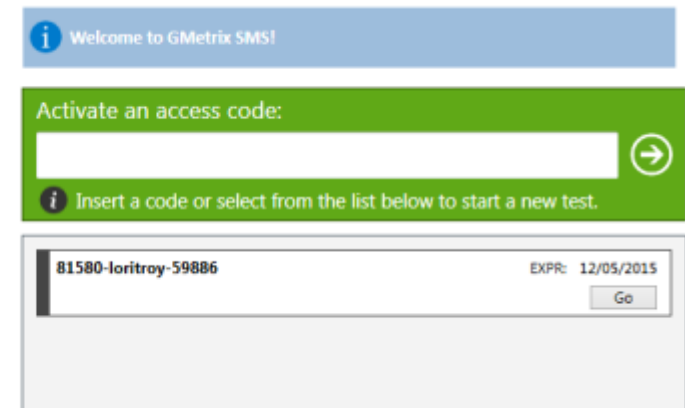 Welcome to GMetrix SMS!
Activate an access code:
Insert a code or select from the list below to start a new test.
81580-loritroy-59886 EXPR: 12/05/2015
Go